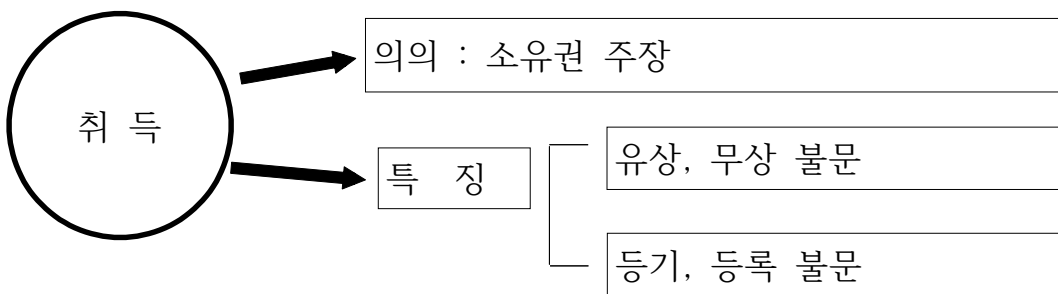 취 득
의의 : 소유권 주장
특 징
유상, 무상 불문
등기, 등록 불문